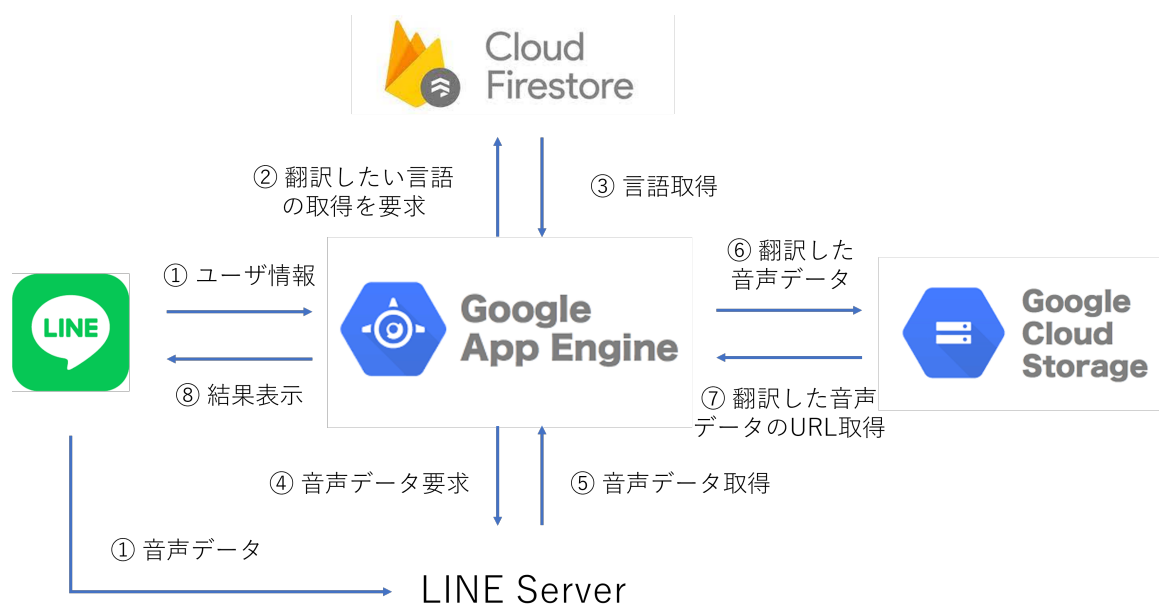 Cloud
Firestore
② 翻訳したい言語
の取得を要求
③ 言語取得
① ユーザ情報
LINE
⑧ 結果表示
Google
App Engine
⑥ 翻訳した
音声データ
Google
Cloud
Storage
⑦ 翻訳した音声
データのURL取得
④ 音声データ要求
⑤ 音声データ取得
① 音声データ
LINE Server